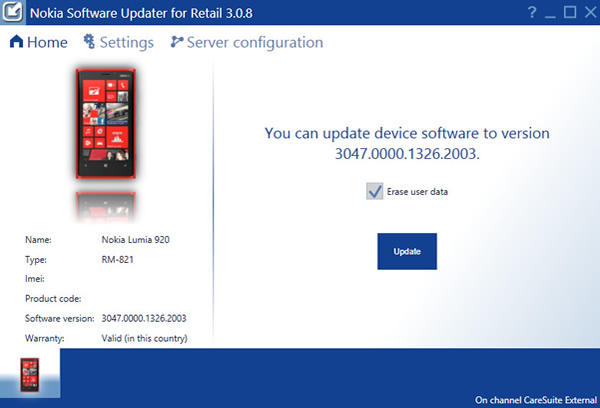 Nokia Software Updater for Retail 3.0.8
?
Home Settings Server configuration
You can update device software to version
3047.0000.1326.2003.
Erase user data
Update
Name: Nokia Lumia 920
Type: RM-821
Imei:
Product code:
Software version: 3047.0000.1326.2003
Warranty: Valid (in this country)
On channel CareSuite External